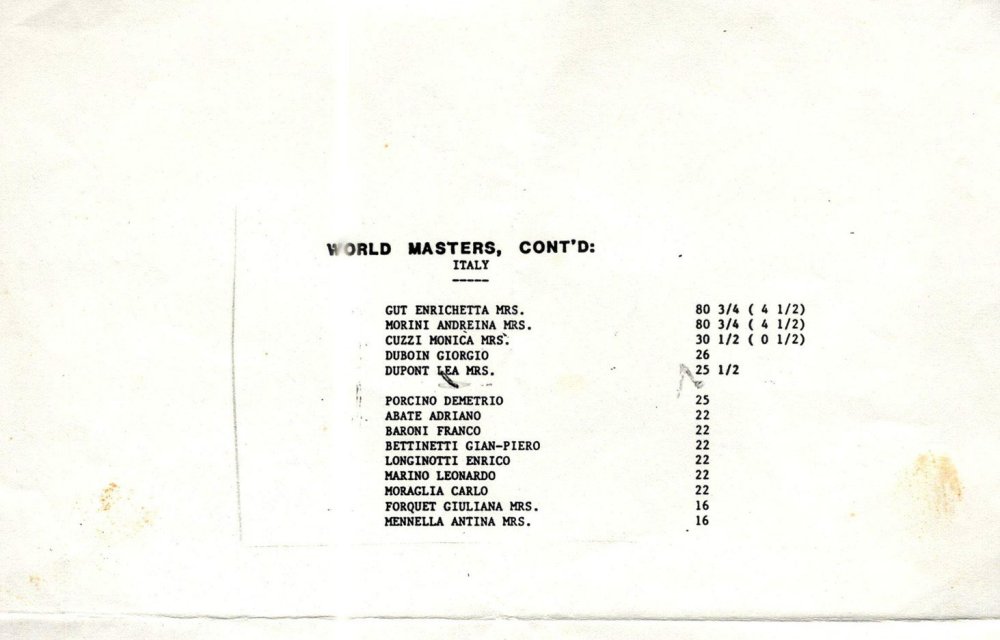 WORLD MASTERS, CONT'D:
ITALY
-----
GUT ENRICHETTA MRS. 80 3/4 ( 4 1/2)
MORINI ANDREINA MRS. 80 3/4 ( 4 1/2)
CUZZI MONICA MRS. 30 1/2 ( 0 1/2)
DUBOIN GIORGIO 26
DUPONT LEA MRS. 25 1/2
PORCINO DEMETRIO 25
ABATE ADRIANO 22
BARONI FRANCO 22
BETTINETTI GIAN-PIERO 22
LONGINOTTI ENRICO 22
MARINO LEONARDO 22
MORAGLIA CARLO 22
FORQUET GIULIANA MRS. 16
MENNELLA ANTINA MRS. 16